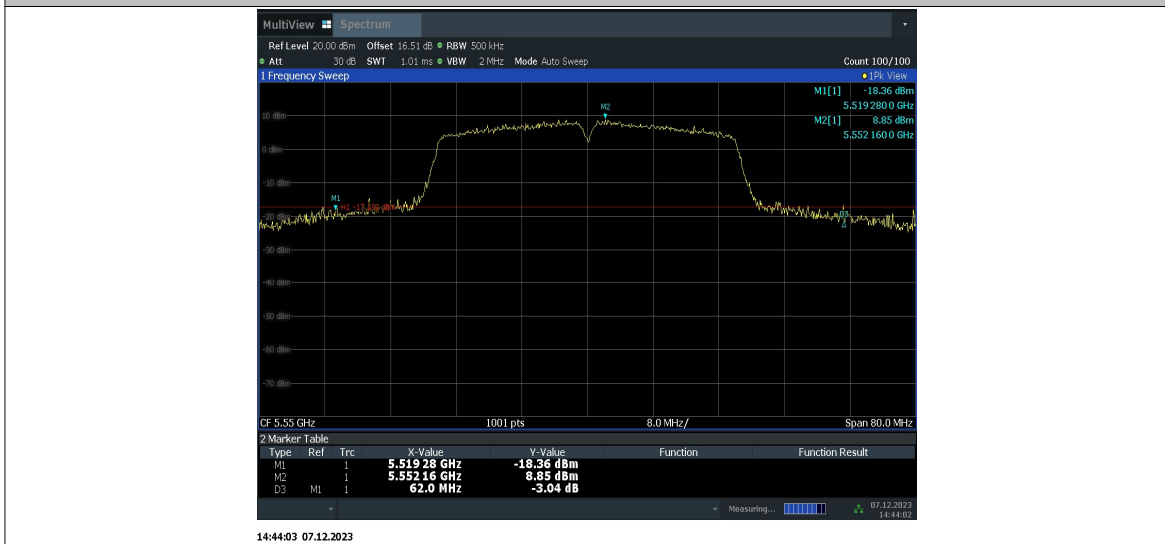 MultiView Spectrum
Ref Level 20.00 dBm Offset 16.51 dB RBW 500 kHz
Att 30 dB SWT 1.01 ms VBW 2 MHz Mode Auto Sweep Count 100/100
1 Frequency Sweep 1Pk View
M1[1] -18.36 dBm
5.519 280 0 GHz
M2[1] 8.85 dBm
5.552 160 0 GHz
M2
10 dBm
0 dBm
-10 dBm
M1
H1 -17.150 dBm
-20 dBm
D3
-30 dBm
-40 dBm
-50 dBm
-60 dBm
-70 dBm
CF 5.55 GHz 1001 pts 8.0 MHz/ Span 80.0 MHz
2 Marker Table
Type Ref Trc X-Value Y-Value Function Function Result
M1 1 5.519 28 GHz -18.36 dBm
M2 1 5.552 16 GHz 8.85 dBm
D3 M1 1 62.0 MHz -3.04 dB
Measuring... 07.12.2023
14:44:02
14:44:03 07.12.2023